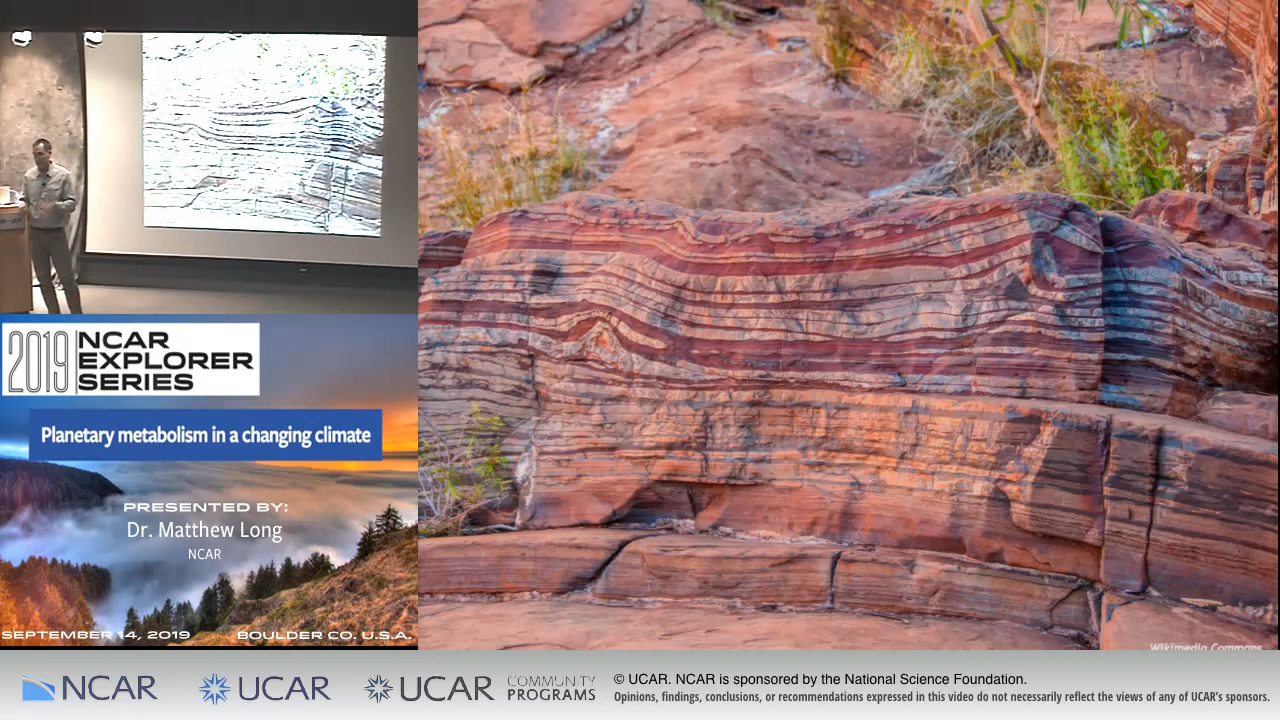 2019 NCAR
EXPLORER
SERIES
Planetary metabolism in a changing climate
PRESENTED BY:
Dr. Matthew Long
NCAR
SEPTEMBER 14, 2019
BOULDER CO. U.S.A.
Wikimedia Commons
NCAR
UCAR
UCAR COMMUNITY
PROGRAMS
© UCAR. NCAR is sponsored by the National Science Foundation.
Opinions, findings, conclusions, or recommendations expressed in this video do not necessarily reflect the views of any of UCAR's sponsors.